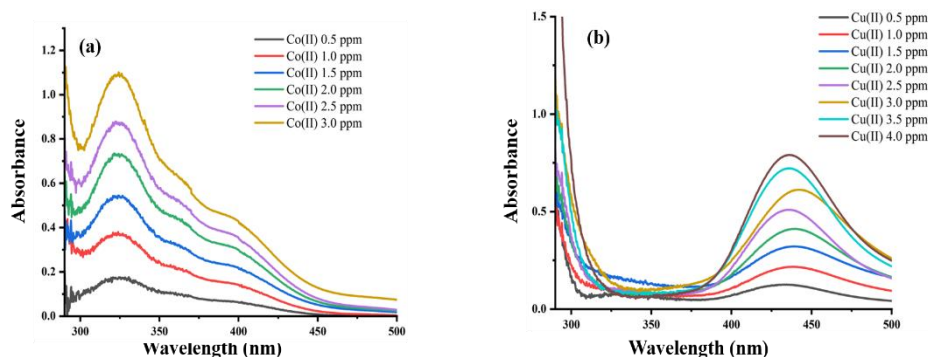 (a)
Co(II) 0.5 ppm
Co(II) 1.0 ppm
Co(II) 1.5 ppm
Co(II) 2.0 ppm
Co(II) 2.5 ppm
Co(II) 3.0 ppm
Absorbance
1.2
1.0
0.8
0.6
0.4
0.2
0.0
300 350 400 450 500
Wavelength (nm)
(b)
Cu(II) 0.5 ppm
Cu(II) 1.0 ppm
Cu(II) 1.5 ppm
Cu(II) 2.0 ppm
Cu(II) 2.5 ppm
Cu(II) 3.0 ppm
Cu(II) 3.5 ppm
Cu(II) 4.0 ppm
Absorbance
1.5
1.0
0.5
0.0
300 350 400 450 500
Wavelength (nm)